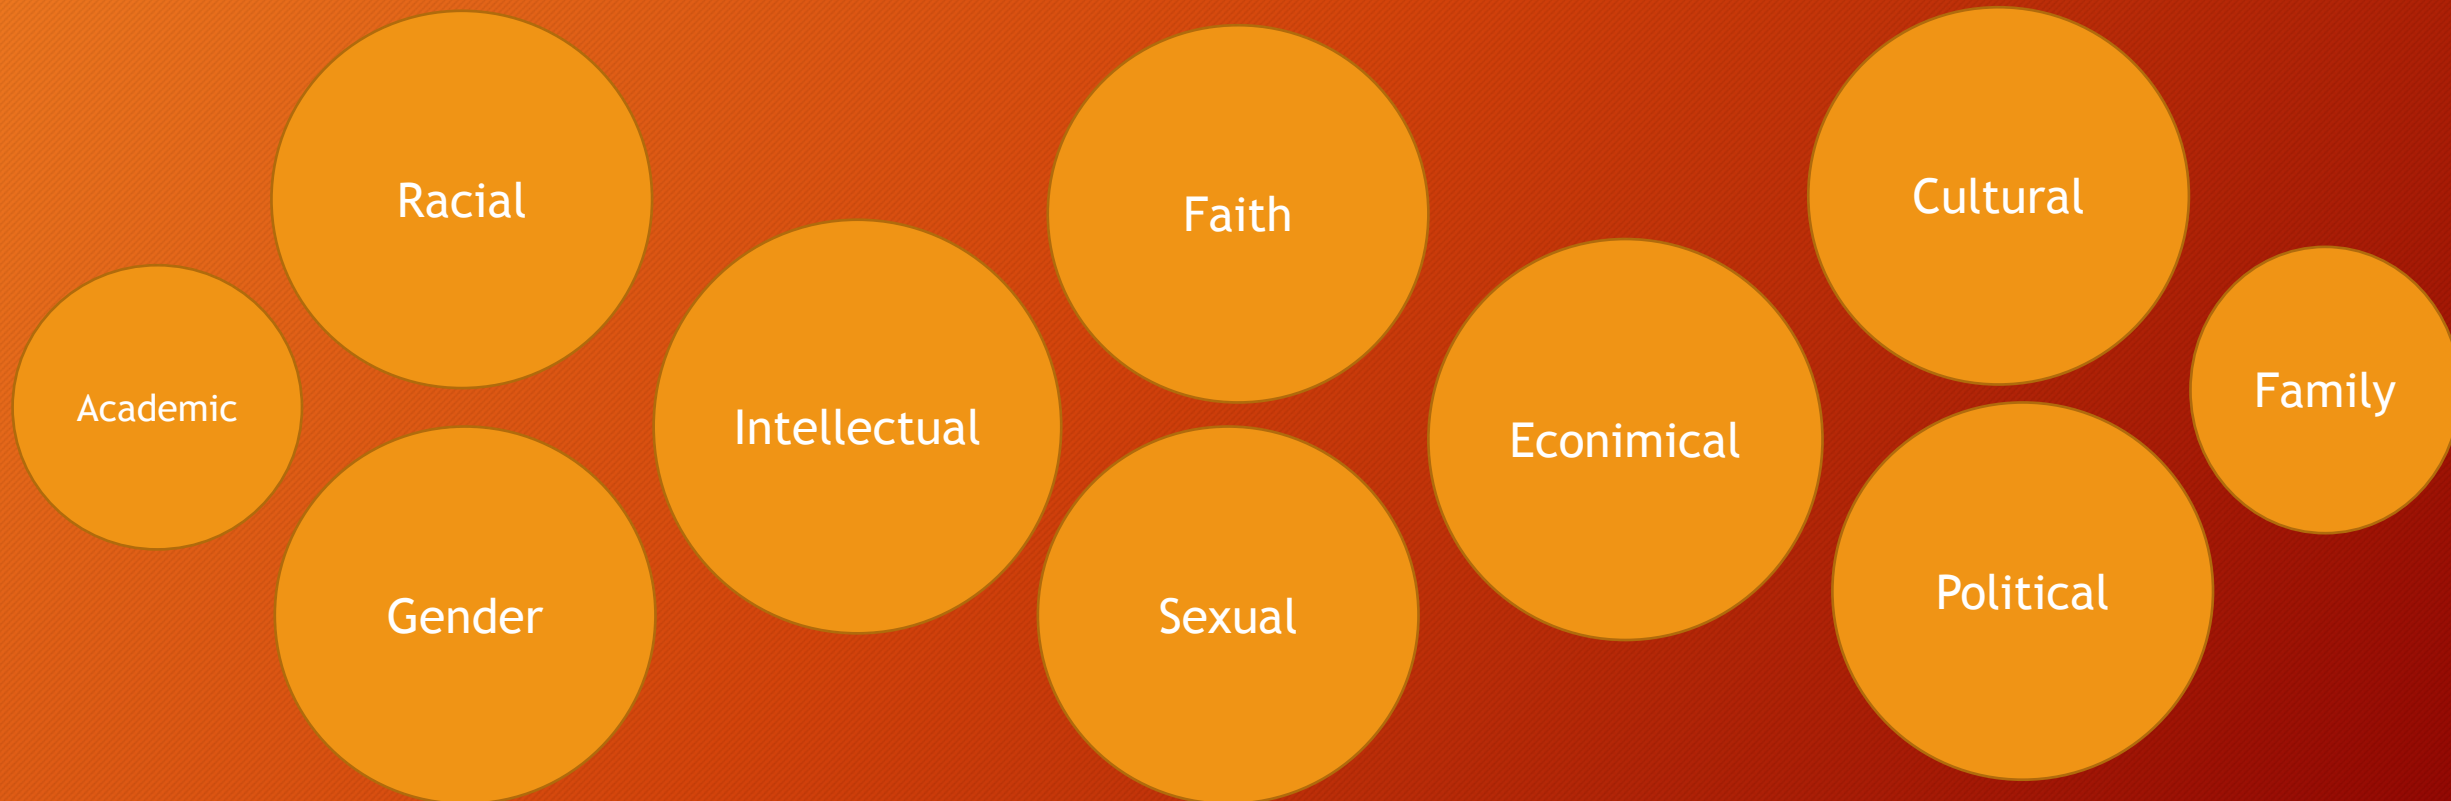 Academic
Racial
Gender
Intellectual
Faith
Sexual
Econimical
Cultural
Political
Family